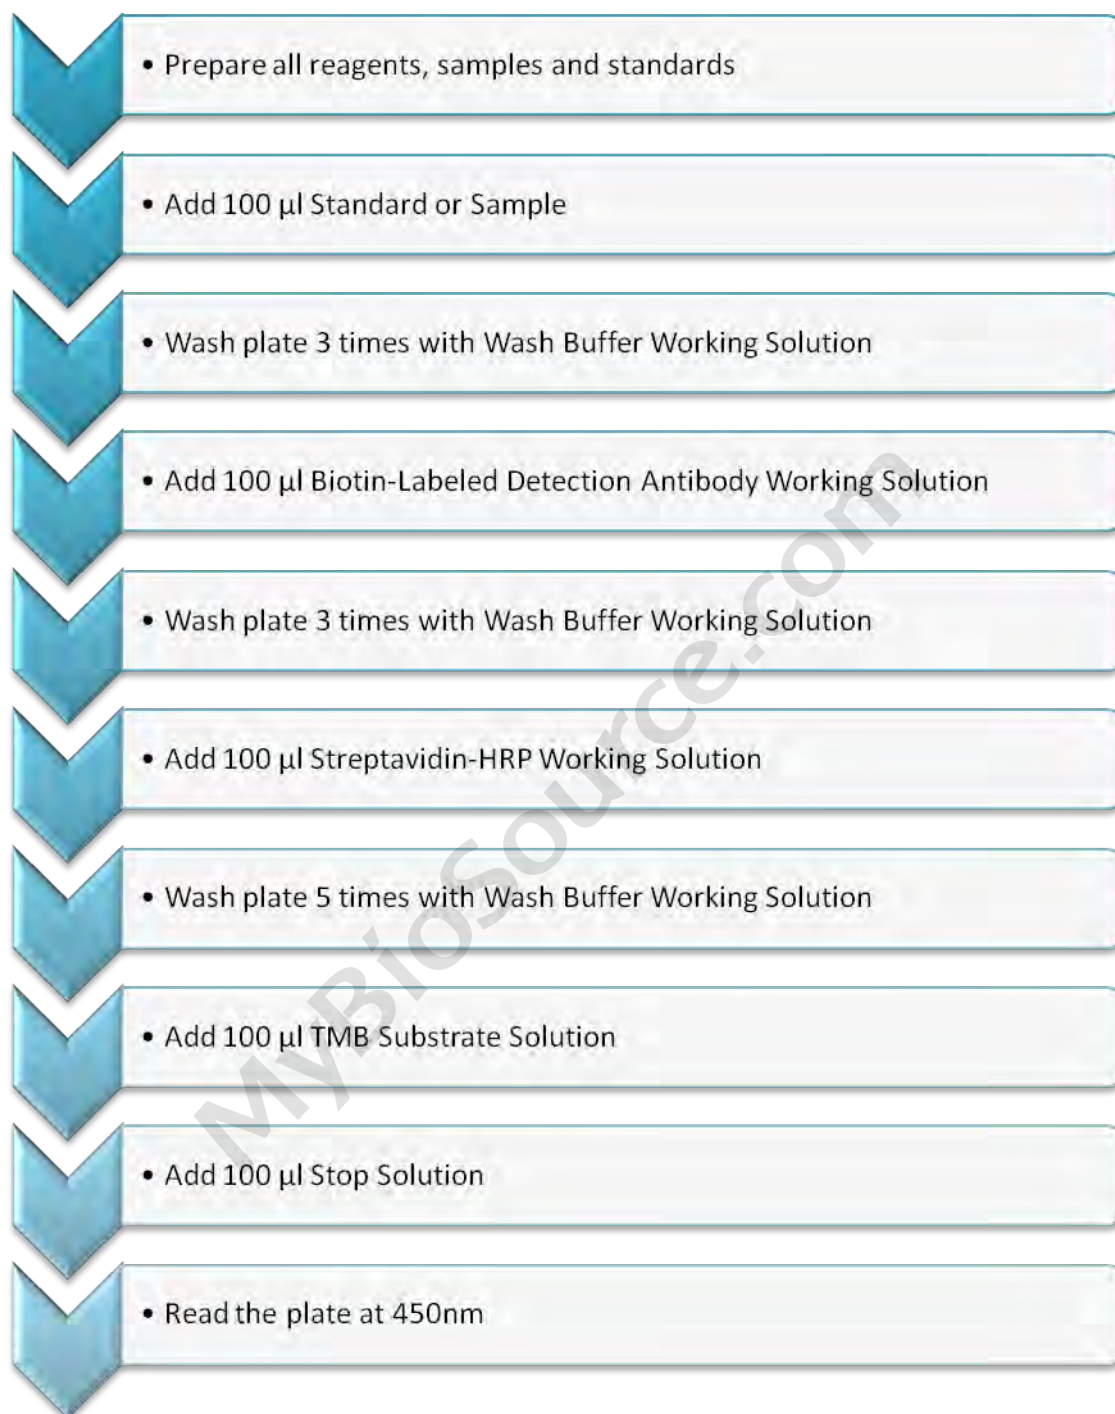 • Prepare all reagents, samples and standards
• Add 100 µl Standard or Sample
• Wash plate 3 times with Wash Buffer Working Solution
• Add 100 µl Biotin-Labeled Detection Antibody Working Solution
• Wash plate 3 times with Wash Buffer Working Solution
• Add 100 µl Streptavidin-HRP Working Solution
• Wash plate 5 times with Wash Buffer Working Solution
• Add 100 µl TMB Substrate Solution
• Add 100 µl Stop Solution
• Read the plate at 450nm
MyBioSource.com